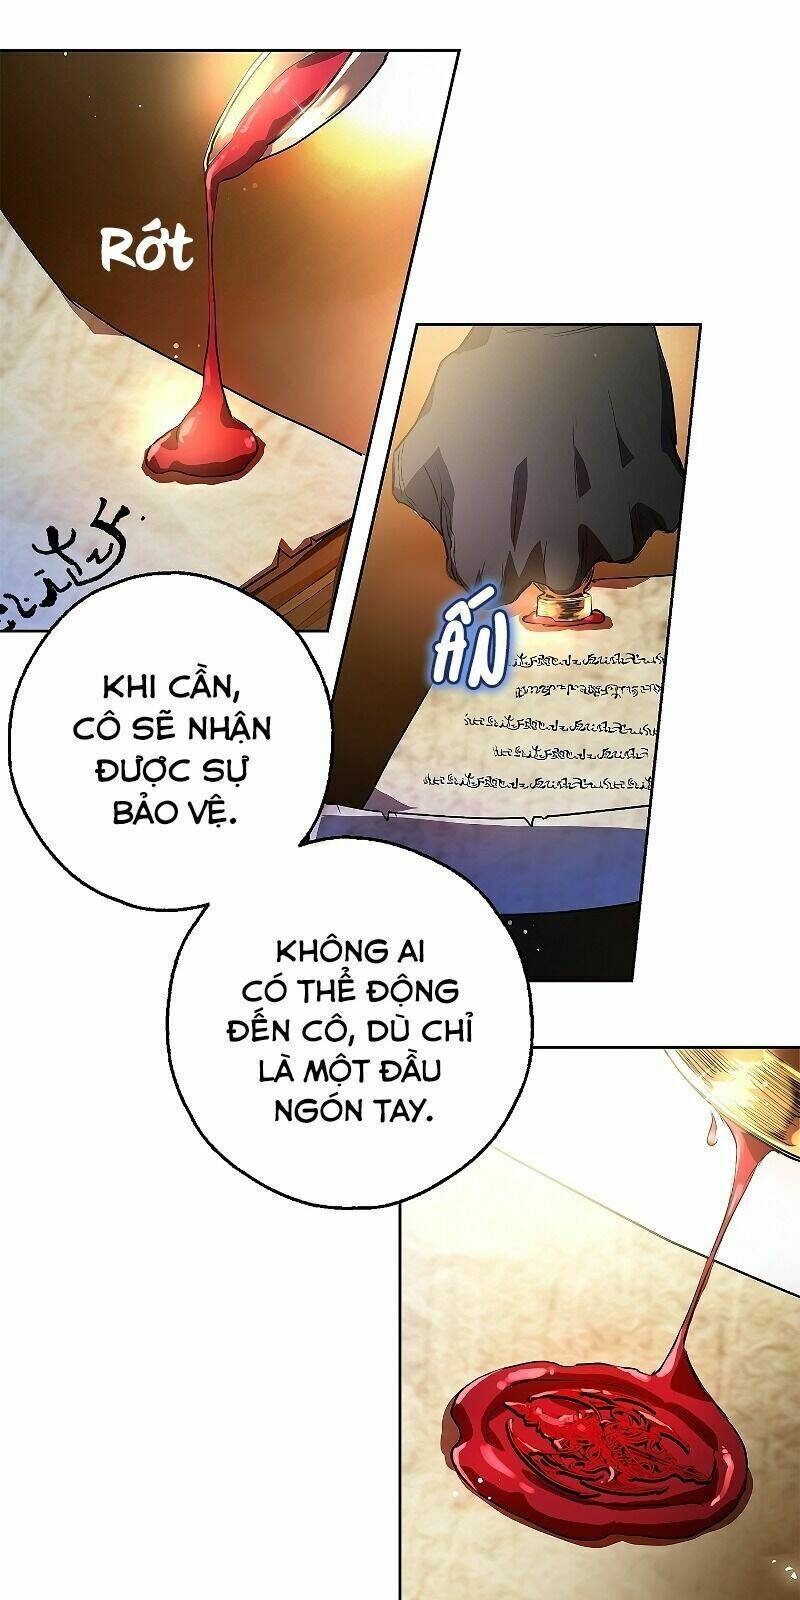 Rớt
ẤN
KHI CẦN,
CÔ SẼ NHẬN
ĐƯỢC SỰ
BẢO VỆ.
KHÔNG AI
CÓ THỂ ĐỘNG
ĐẾN CÔ, DÙ CHỈ
LÀ MỘT ĐẦU
NGÓN TAY.